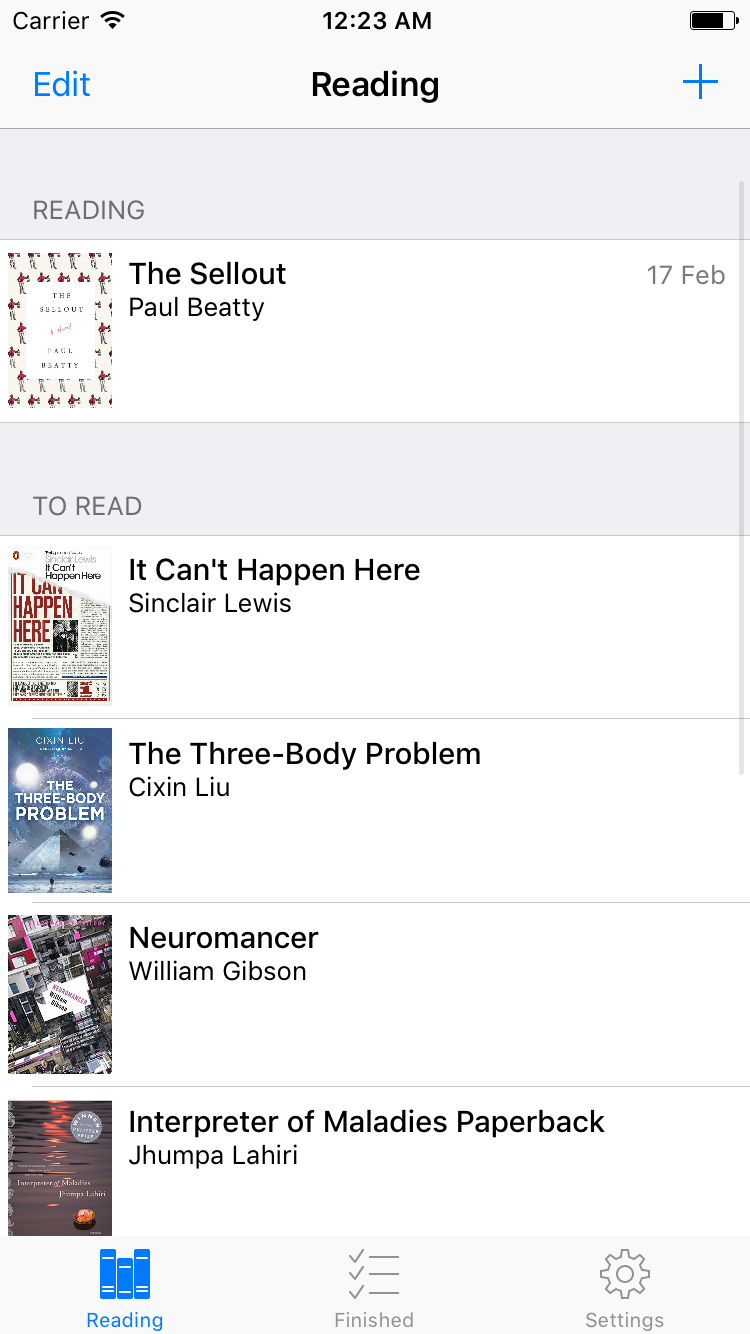 Carrier 12:23 AM
Edit Reading
READING
THE
SELLOUT
a novel
PAUL
BEATTY
The Sellout 17 Feb
Paul Beatty
TO READ
Sinclair Lewis
It Can't
Happen Here
IT CAN'T
HAPPEN
HERE
It Can't Happen Here
Sinclair Lewis
CIXIN LIU
THE
THREE-BODY
PROBLEM
The Three-Body Problem
Cixin Liu
NEUROMANCER
William
Gibson
Neuromancer
William Gibson
WINNER
PULITZER
PRIZE
Interpreter of Maladies
Jhumpa Lahiri
Interpreter of Maladies Paperback
Jhumpa Lahiri
Reading Finished Settings